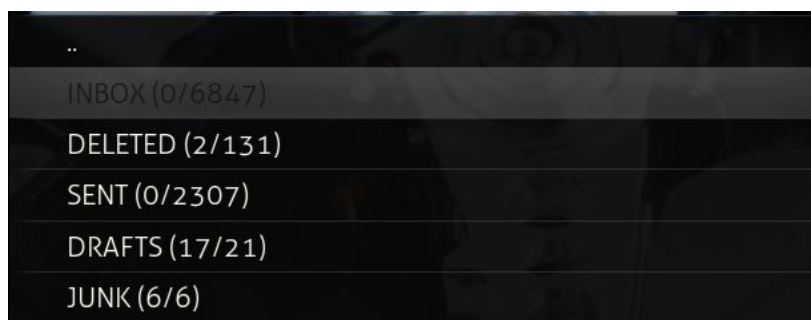 ..
INBOX (0/6847)
DELETED (2/131)
SENT (0/2307)
DRAFTS (17/21)
JUNK (6/6)